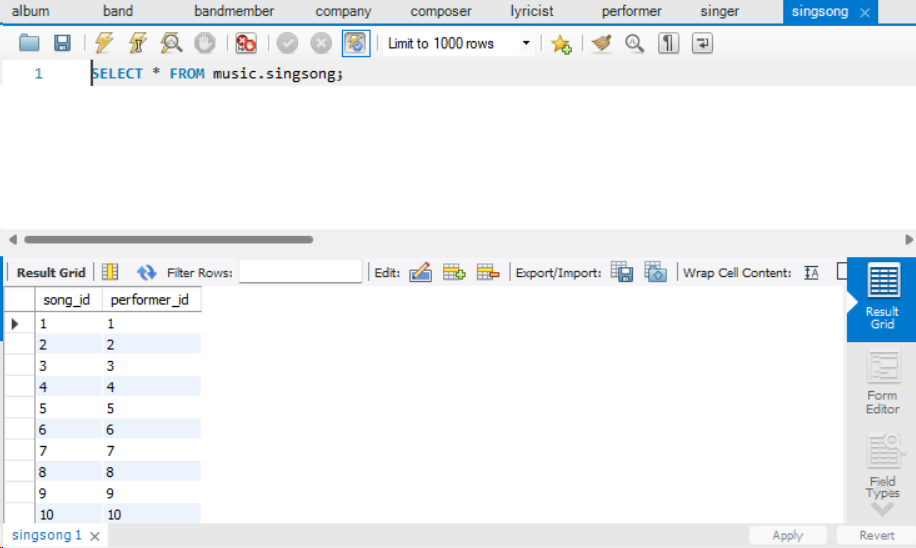 album band bandmember company composer lyricist performer singer singsong
Limit to 1000 rows
1 SELECT * FROM music.singsong;
Result Grid Filter Rows: Edit: Export/Import: Wrap Cell Content:
song_id performer_id
1 1
2 2
3 3
4 4
5 5
6 6
7 7
8 8
9 9
10 10
Result
Grid
Form
Editor
Field
Types
singsong 1 Apply Revert